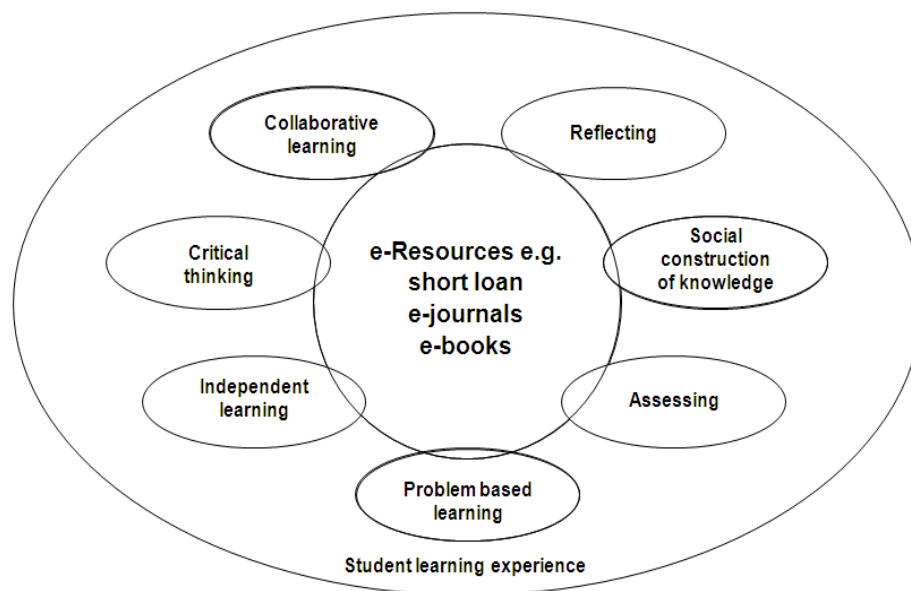 Collaborative
learning
Reflecting
Critical
thinking
e-Resources e.g.
short loan
e-journals
e-books
Social
construction
of knowledge
Independent
learning
Assessing
Problem based
learning
Student learning experience